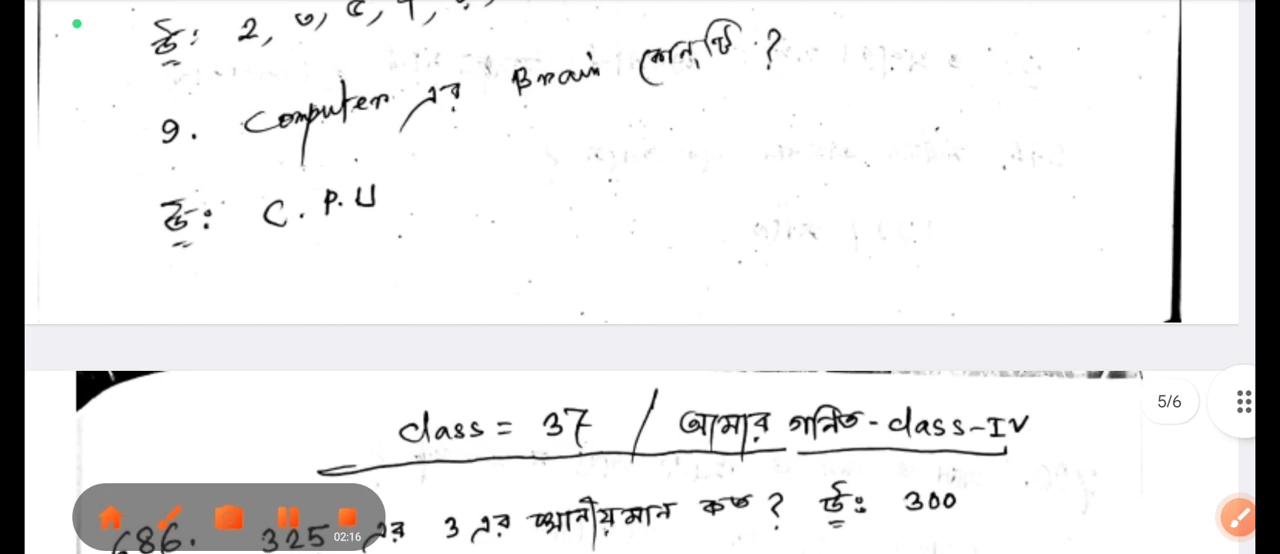 উঃ 2, ৩, ৫, ৭,
9. Computer এর Brain কোনটি ?
উঃ C.P.U
5/6
class = 37 / আমার গনিত - class - IV
686. 325 এর 3 এর স্থানীয়মান কত ? উঃ 300
02:16